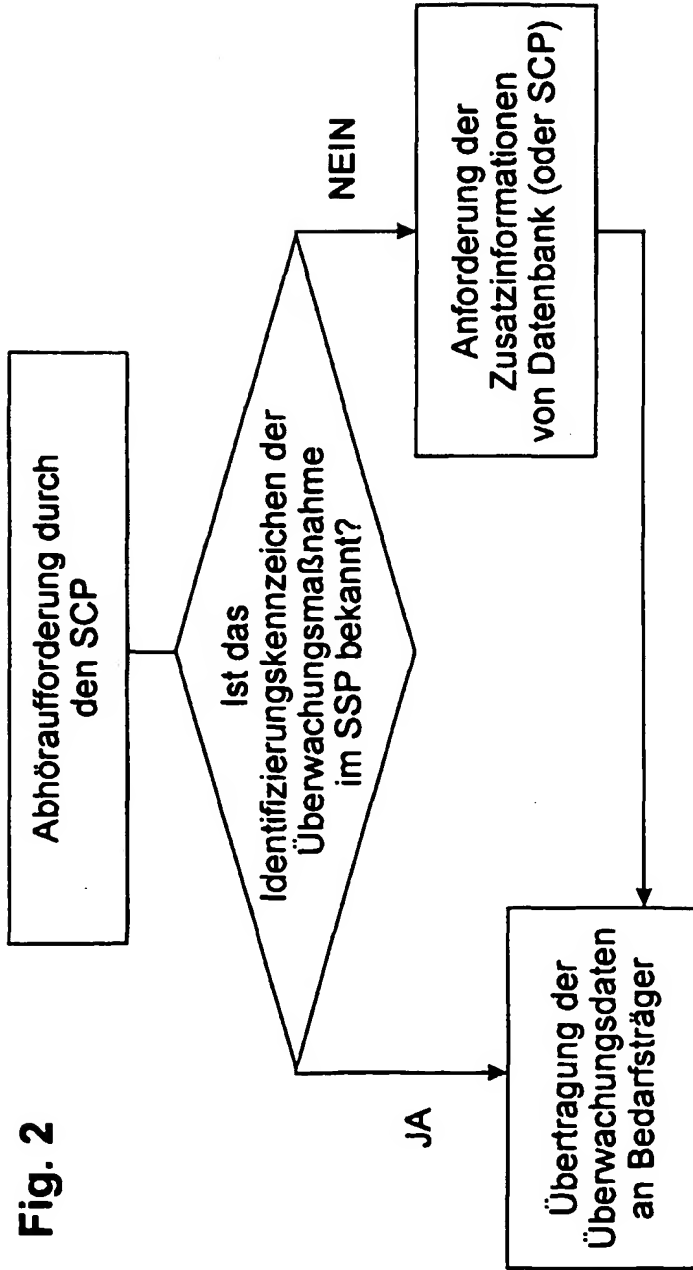 Fig. 2
Abhöraufforderung durch
den SCP
Ist das
Identifizierungskennzeichen der
Überwachungsmaßnahme
im SSP bekannt?
JA
NEIN
Anforderung der
Zusatzinformationen
von Datenbank (oder SCP)
Übertragung der
Überwachungsdaten
an Bedarfsträger